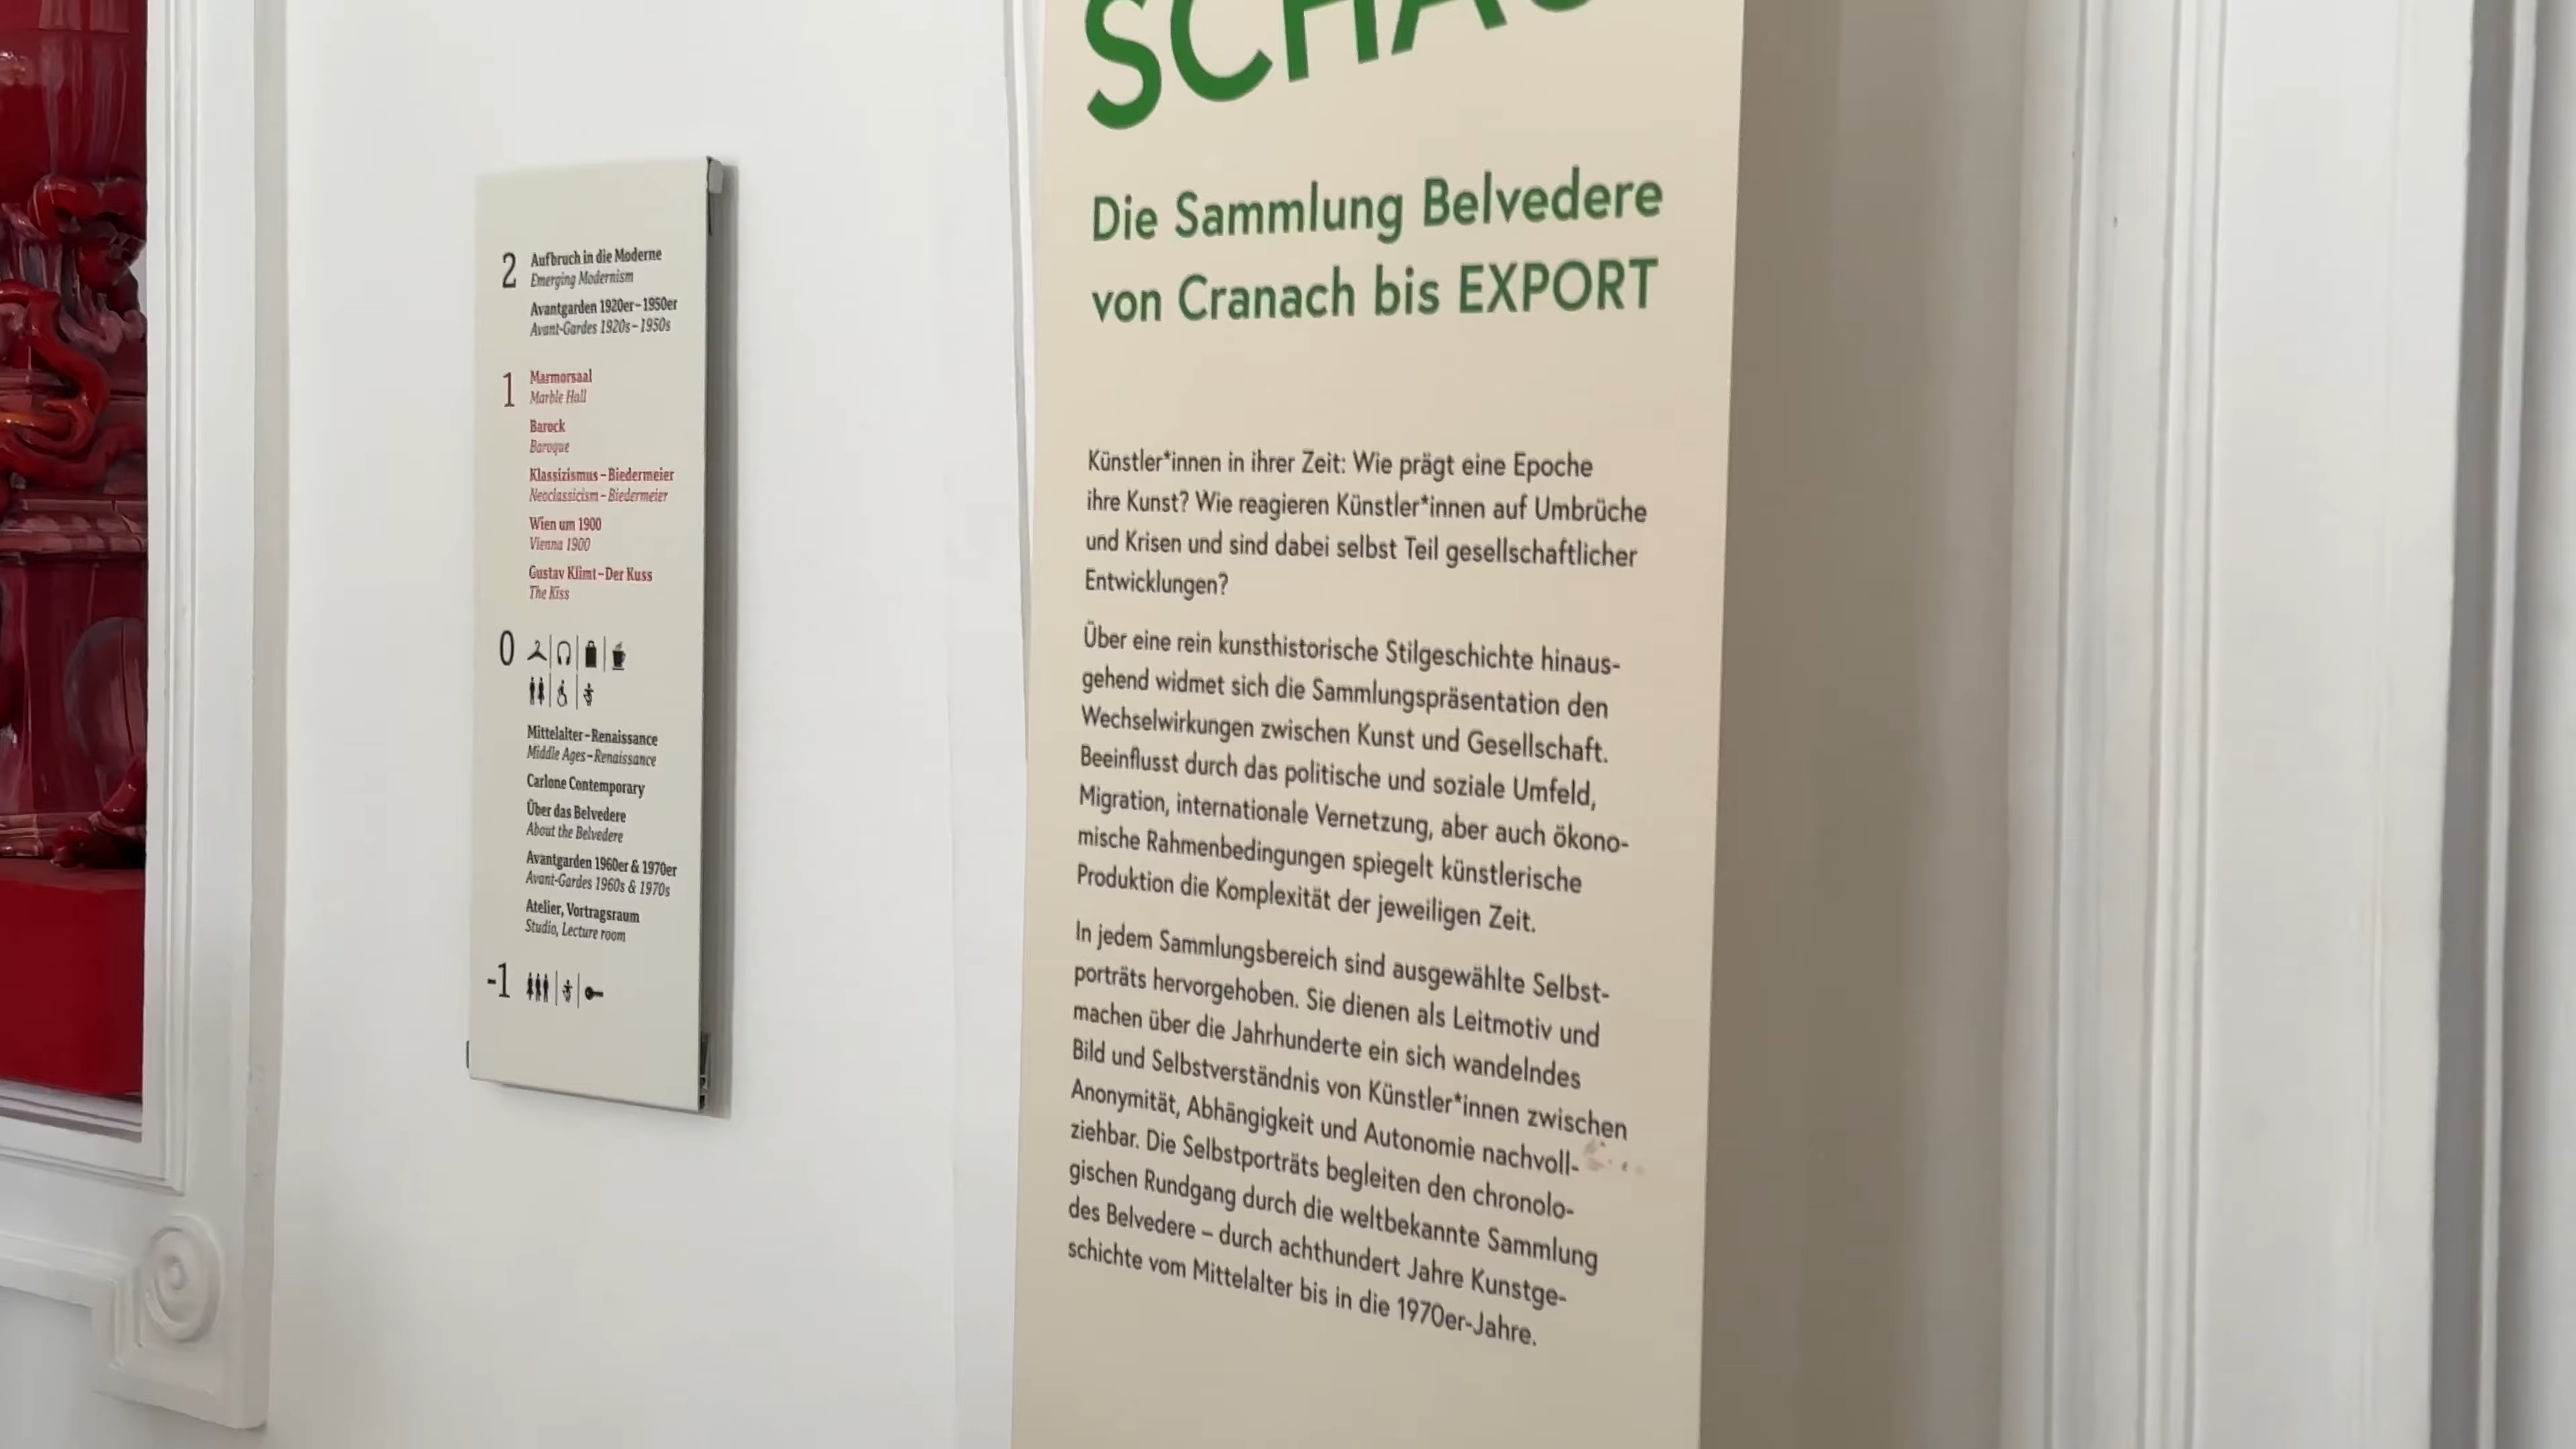 2 Aufbruch in die Moderne
Emerging Modernism
Avantgarden 1920er–1950er
Avant-Gardes 1920s–1950s
1 Marmorsaal
Marble Hall
Barock
Baroque
Klassizismus–Biedermeier
Neoclassicism–Biedermeier
Wien um 1900
Vienna 1900
Gustav Klimt–Der Kuss
The Kiss
0
Mittelalter–Renaissance
Middle Ages–Renaissance
Carlone Contemporary
Über das Belvedere
About the Belvedere
Avantgarden 1960er & 1970er
Avant-Gardes 1960s & 1970s
Atelier, Vortragsraum
Studio, Lecture room
-1
Die Sammlung Belvedere
von Cranach bis EXPORT
Künstler*innen in ihrer Zeit: Wie prägt eine Epoche
ihre Kunst? Wie reagieren Künstler*innen auf Umbrüche
und Krisen und sind dabei selbst Teil gesellschaftlicher
Entwicklungen?
Über eine rein kunsthistorische Stilgeschichte hinaus-
gehend widmet sich die Sammlungspräsentation den
Wechselwirkungen zwischen Kunst und Gesellschaft.
Beeinflusst durch das politische und soziale Umfeld,
Migration, internationale Vernetzung, aber auch ökono-
mische Rahmenbedingungen spiegelt künstlerische
Produktion die Komplexität der jeweiligen Zeit.
In jedem Sammlungsbereich sind ausgewählte Selbst-
porträts hervorgehoben. Sie dienen als Leitmotiv und
machen über die Jahrhunderte ein sich wandelndes
Bild und Selbstverständnis von Künstler*innen zwischen
Anonymität, Abhängigkeit und Autonomie nachvoll-
ziehbar. Die Selbstporträts begleiten den chronolo-
gischen Rundgang durch die weltbekannte Sammlung
des Belvedere – durch achthundert Jahre Kunstge-
schichte vom Mittelalter bis in die 1970er-Jahre.